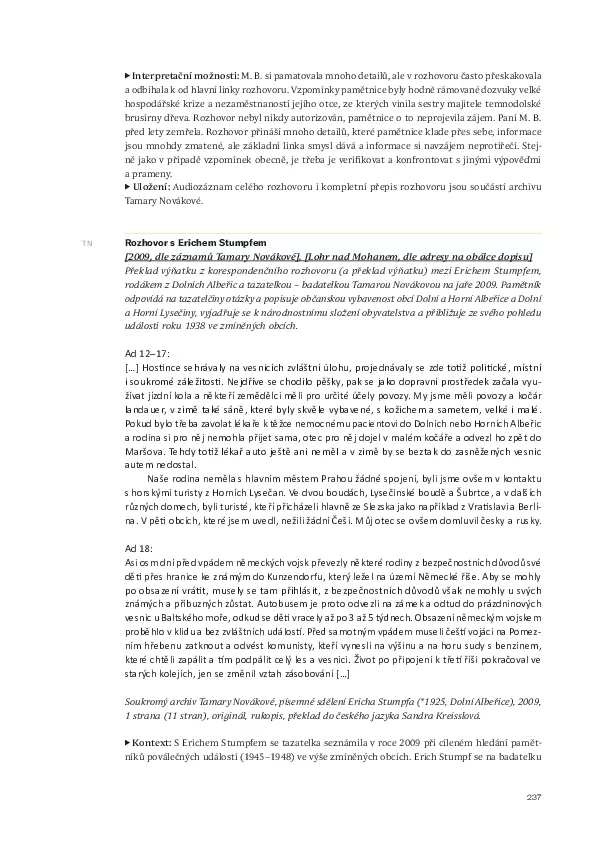 ▶ Interpretační možnosti: M. B. si pamatovala mnoho detailů, ale v rozhovoru často přeskakovala
a odbíhala k od hlavní linky rozhovoru. Vzpomínky pamětnice byly hodně rámované dozvuky velké
hospodářské krize a nezaměstnaností jejího otce, ze kterých vinila sestry majitele temnodolské
brusírny dřeva. Rozhovor nebyl nikdy autorizován, pamětnice o to neprojevila zájem. Paní M. B.
před lety zemřela. Rozhovor přináší mnoho detailů, které pamětnice klade přes sebe, informace
jsou mnohdy zmatené, ale základní linka smysl dává a informace si navzájem neprotiřečí. Stej-
ně jako v případě vzpomínek obecně, je třeba je verifikovat a konfrontovat s jinými výpověďmi
a prameny.
▶ Uložení: Audiozáznam celého rozhovoru i kompletní přepis rozhovoru jsou součástí archivu
Tamary Novákové.
TN
Rozhovor s Erichem Stumpfem
[2009, dle záznamů Tamary Novákové], [Lohr nad Mohanem, dle adresy na obálce dopisu]
Překlad výňatku z korespondenčního rozhovoru (a překlad výňatku) mezi Erichem Stumpfem,
rodákem z Dolních Albeřic a tazatelkou – badatelkou Tamarou Novákovou na jaře 2009. Pamětník
odpovídá na tazatelčiny otázky a popisuje občanskou vybavenost obcí Dolní a Horní Albeřice a Dolní
a Horní Lysečiny, vyjadřuje se k národnostnímu složení obyvatelstva a přibližuje ze svého pohledu
události roku 1938 ve zmíněných obcích.
Ad 12–17:
[…] Hostince sehrávaly na vesnicích zvláštní úlohu, projednávaly se zde totiž politické, místní
i soukromé záležitosti. Nejdříve se chodilo pěšky, pak se jako dopravní prostředek začala vyu-
žívat jízdní kola a někteří zemědělci měli pro určité účely povozy. My jsme měli povozy a kočár
landauer, v zimě také sáně, které byly skvěle vybavené, s kožichem a sametem, velké i malé.
Pokud bylo třeba zavolat lékaře k těžce nemocnému pacientovi do Dolních nebo Horních Albeřic
a rodina si pro něj nemohla přijet sama, otec pro něj dojel v malém kočáře a odvezl ho zpět do
Maršova. Tehdy totiž lékař auto ještě ani neměl a v zimě by se beztak do zasněžených vesnic
autem nedostal.
Naše rodina neměla s hlavním městem Prahou žádné spojení, byli jsme ovšem v kontaktu
s horskými turisty z Horních Lysečan. Ve dvou boudách, Lysečinské boudě a Šubrtce, a v dalších
různých domech, byli turisté, kteří přicházeli hlavně ze Slezska jako například z Vratislavi a Berlí-
na. V pěti obcích, které jsem uvedl, nežili žádní Češi. Můj otec se ovšem domluvil česky a rusky.
Ad 18:
Asi osm dní před vpádem německých vojsk převezly některé rodiny z bezpečnostních důvodů své
děti přes hranice ke známým do Kunzendorfu, který ležel na území Německé říše. Aby se mohly
po obsazení vrátit, musely se tam přihlásit, z bezpečnostních důvodů však nemohly u svých
známých a příbuzných zůstat. Autobusem je proto odvezli na zámek a odtud do prázdninových
vesnic u Baltského moře, odkud se děti vracely až po 3 až 5 týdnech. Obsazení německým vojskem
proběhlo v klidu a bez zvláštních událostí. Před samotným vpádem museli čeští vojáci na Pomez-
ním hřebenu zatknout a odvést komunisty, kteří vynesli na výšinu a na horu sudy s benzínem,
které chtěli zapálit a tím podpálit celý les a vesnici. Život po připojení k třetí říši pokračoval ve
starých kolejích, jen se změnil vztah zásobování […]
Soukromý archiv Tamary Novákové, písemné sdělení Ericha Stumpfa (*1925, Dolní Albeřice), 2009,
1 strana (11 stran), originál, rukopis, překlad do českého jazyka Sandra Kreisslová.
▶ Kontext: S Erichem Stumpfem se tazatelka seznámila v roce 2009 při cíleném hledání pamět-
níků poválečných událostí (1945–1948) ve výše zmíněných obcích. Erich Stumpf se na badatelku
237